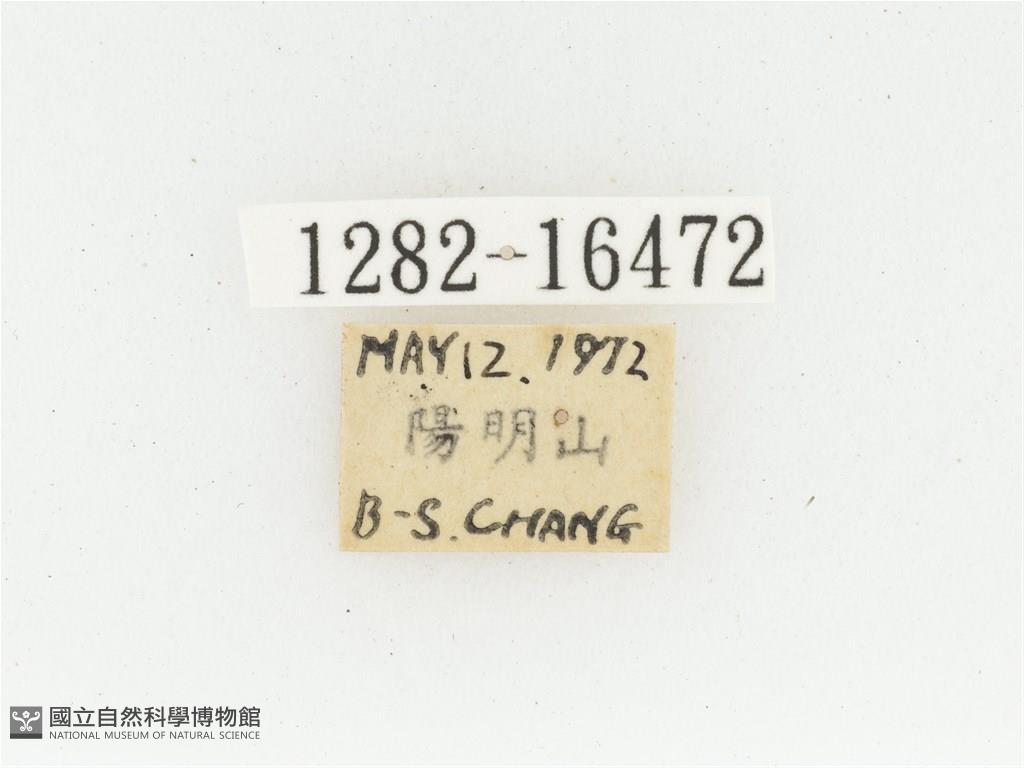 1282-16472
MAY 12. 1972
陽明山
B-S. CHANG
國立自然科學博物館
NATIONAL MUSEUM OF NATURAL SCIENCE